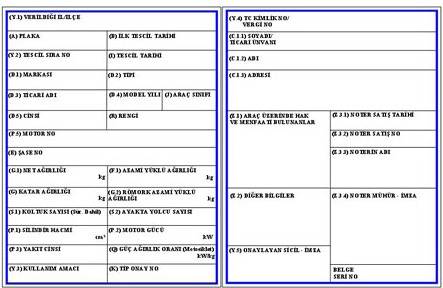 (Y.1) VERİLDİĞİ İL/İLÇE
(A) PLAKA
(B) İLK TESCİL TARİHİ
(Y.2) TESCİL SIRA NO
(I) TESCİL TARİHİ
(D.1) MARKASI
(D.2) TİPİ
(D.3) TİCARİ ADI
(D.4) MODEL YILI
(J) ARAÇ SINIFI
(D.5) CİNSİ
(R) RENGİ
(P.5) MOTOR NO
(E) ŞASE NO
(G.1) NET AĞIRLIĞI
kg
(F.1) AZAMİ YÜKLÜ
AĞIRLIĞI
kg
(G) KATAR AĞIRLIĞI
kg
(G.2) RÖMORK AZAMİ YÜKLÜ
AĞIRLIĞI
kg
(S.1) KOLTUK SAYISI (Sür. Dahil)
(S.2) AYAKTA YOLCU SAYISI
(P.1) SİLİNDİR HACMİ
cm³
(P.2) MOTOR GÜCÜ
kW
(P.3) YAKIT CİNSİ
(Q) GÜÇ AĞIRLIK ORANI (Motosiklet)
kW/kg
(Y.3) KULLANIM AMACI
(K) TİP ONAY NO
(Y.4) TC KİMLİK NO/
VERGİ NO
(C.1.1) SOYADI/
TİCARİ ÜNVANI
(C.1.2) ADI
(C.1.3) ADRESİ
(Z.1) ARAÇ ÜZERİNDE HAK
VE MENFAATİ BULUNANLAR
(Z.3.1) NOTER SATIŞ TARİHİ
(Z.3.2) NOTER SATIŞ NO
(Z.3.3) NOTERİN ADI
(Z.2) DİĞER BİLGİLER
(Z.3.4) NOTER MÜHÜR - İMZA
(Y.5) ONAYLAYAN SİCİL - İMZA
BELGE
SERİ NO